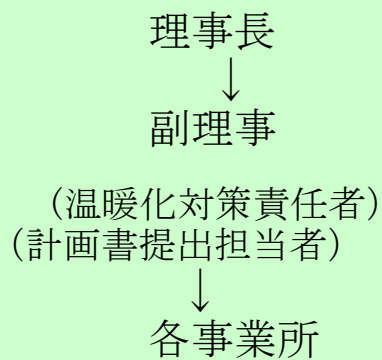 理事長
↓
副理事
(温暖化対策責任者)
(計画書提出担当者)
↓
各事業所